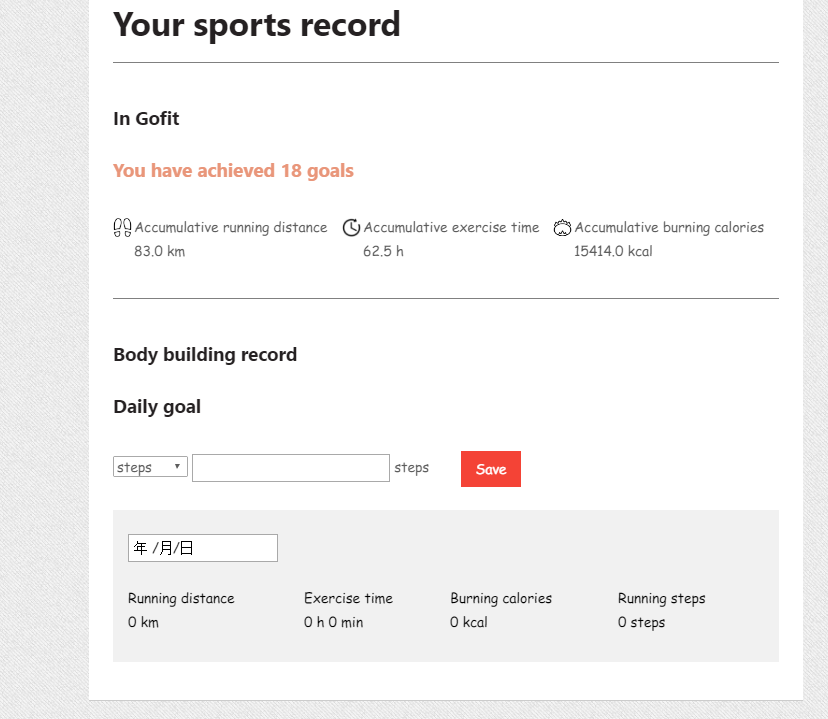 Your sports record
In Gofit
You have achieved 18 goals
Accumulative running distance Accumulative exercise time Accumulative burning calories
83.0 km 62.5 h 15414.0 kcal
Body building record
Daily goal
steps steps Save
年 /月/日
Running distance Exercise time Burning calories Running steps
0 km 0 h 0 min 0 kcal 0 steps